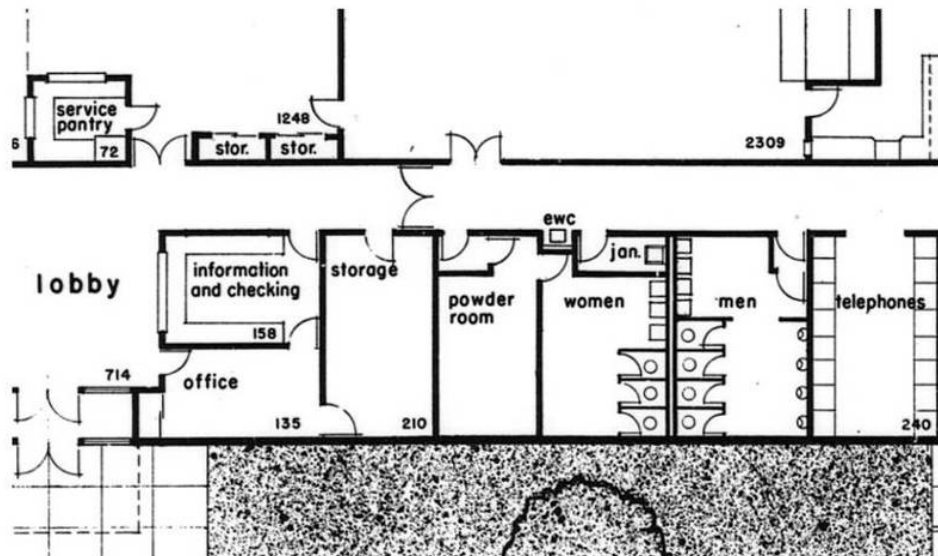 service
pantry
72
6
1248
stor.
stor.
2309
ewc
jan.
lobby
information
and checking
158
storage
powder
room
women
men
telephones
714
office
135
210
240